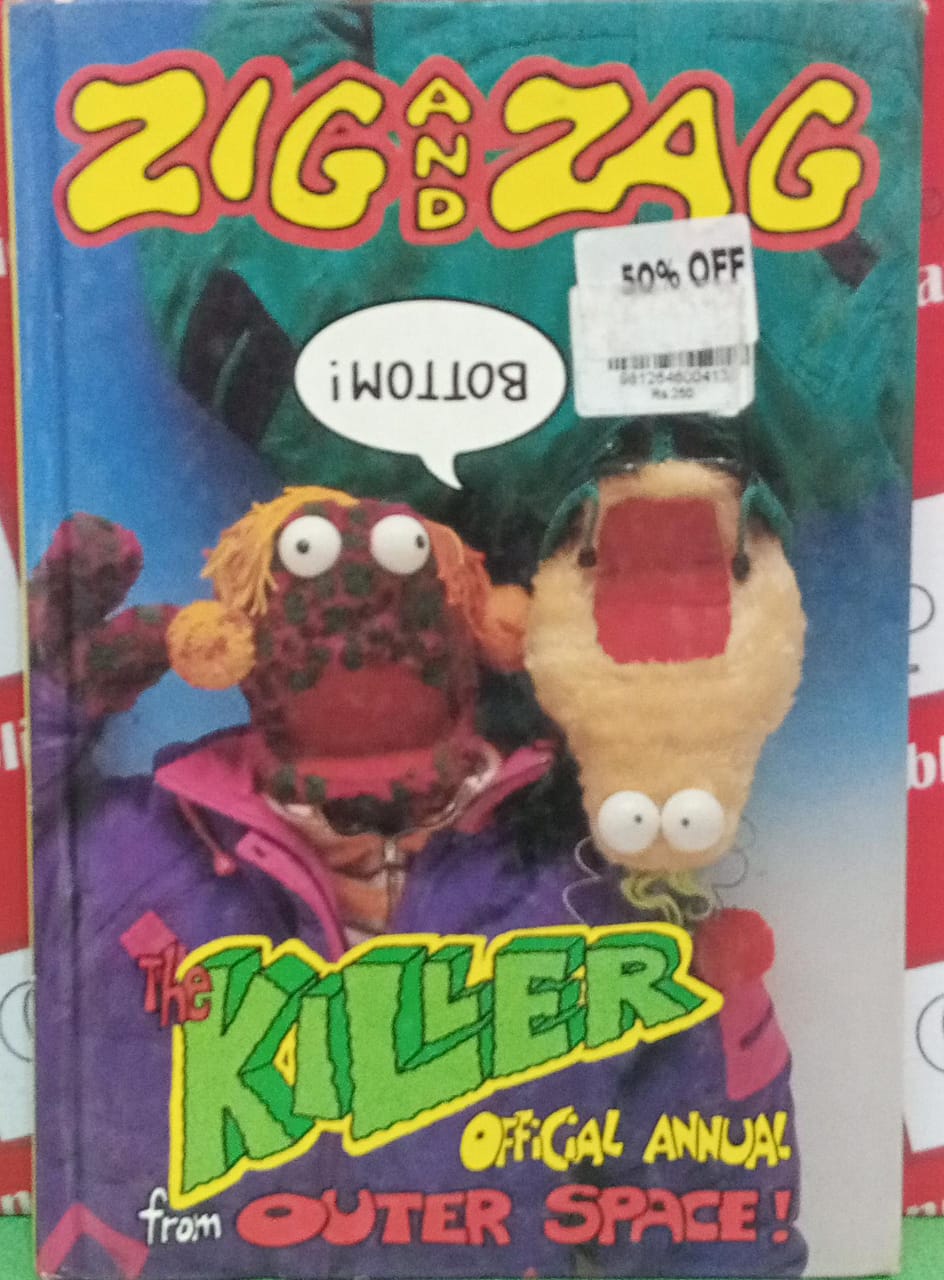 ZIG AND ZAG
50% OFF
Rs.250
BOTTOM!
The
KILLER
OFFICIAL ANNUAL
from OUTER SPACE!